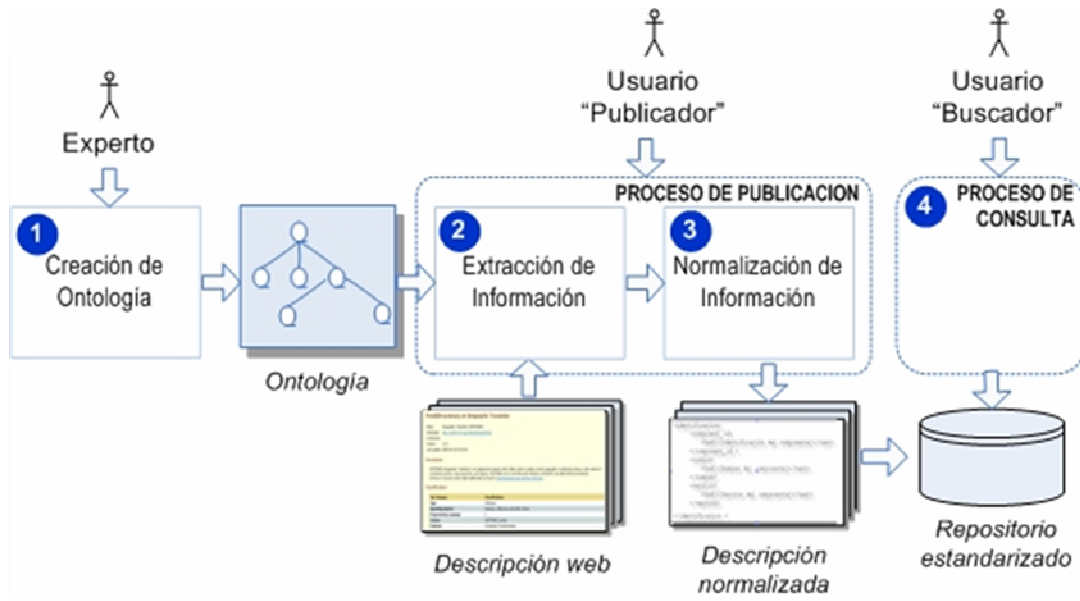 Experto
Usuario
“Publicador”
Usuario
“Buscador”
PROCESO DE PUBLICACION
1
Creación de
Ontología
Ontología
2
Extracción de
Información
3
Normalización de
Información
4
PROCESO DE
CONSULTA
Descripción web
Descripción
normalizada
Repositorio
estandarizado